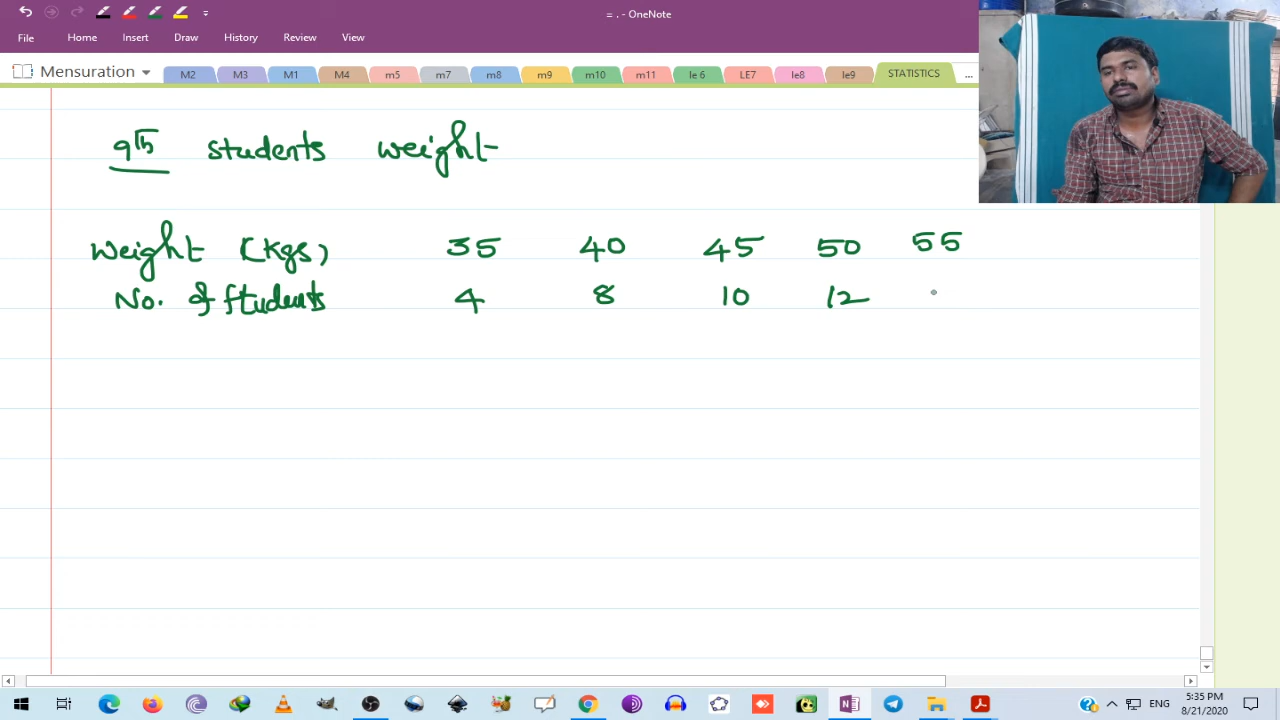 = , - OneNote
File Home Insert Draw History Review View
Mensuration M2 M3 M1 M4 m5 m7 m8 m9 m10 m11 le 6 LE7 le8 le9 STATISTICS ...
9th students weight
Weight (Kgs) 35 40 45 50 55
No. of Students 4 8 10 12
ENG 5:35 PM
8/21/2020